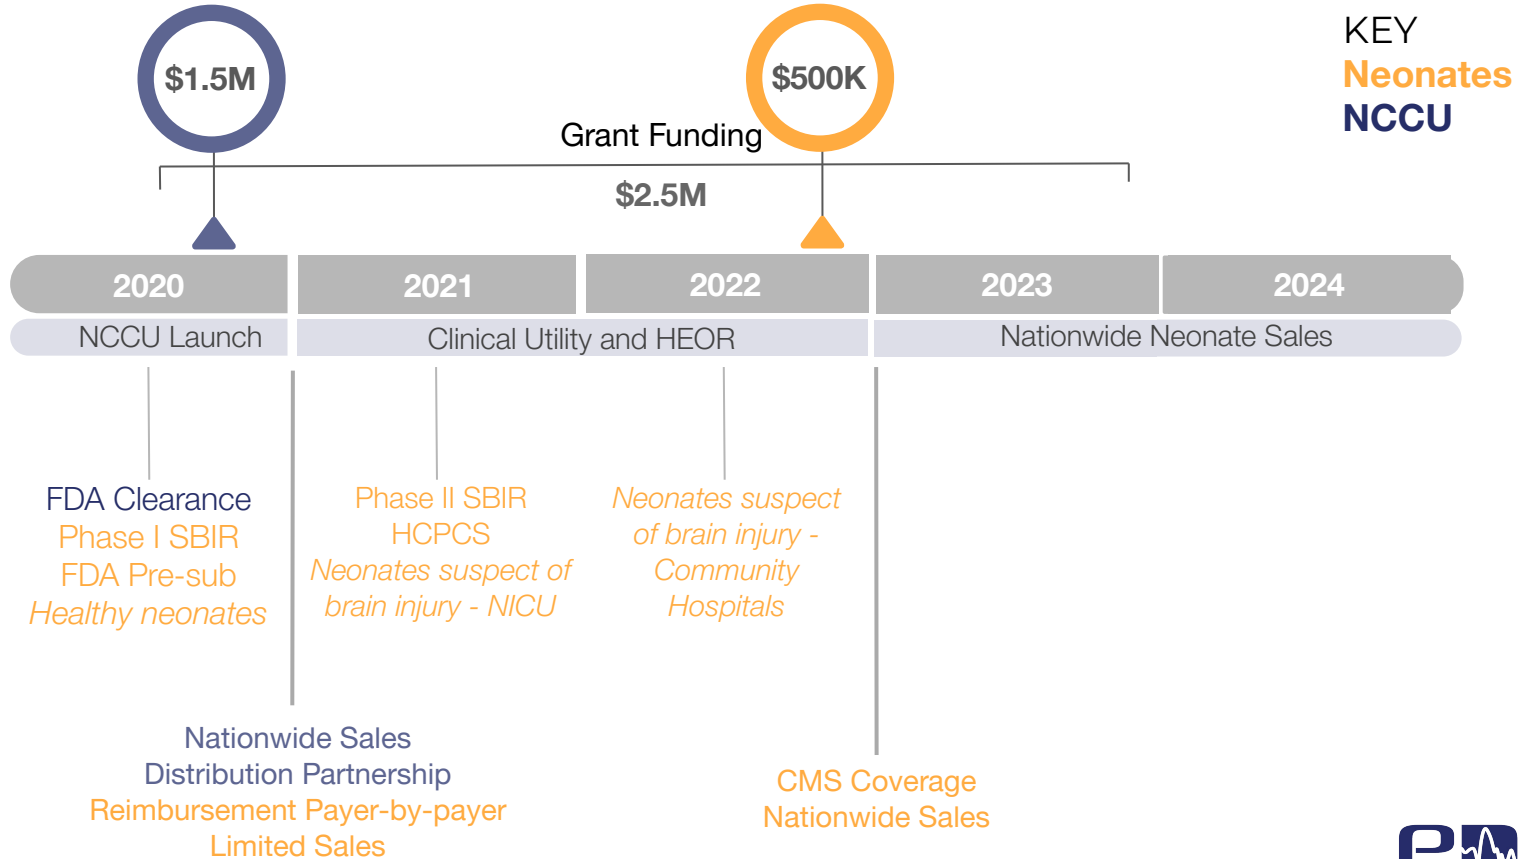 $1.5M
$500K
KEY
Neonates
NCCU
Grant Funding
$2.5M
2020
2021
2022
2023
2024
NCCU Launch
Clinical Utility and HEOR
Nationwide Neonate Sales
FDA Clearance
Phase I SBIR
FDA Pre-sub
Healthy neonates
Phase II SBIR
HCPCS
Neonates suspect of
brain injury - NICU
Neonates suspect
of brain injury -
Community
Hospitals
Nationwide Sales
Distribution Partnership
Reimbursement Payer-by-payer
Limited Sales
CMS Coverage
Nationwide Sales